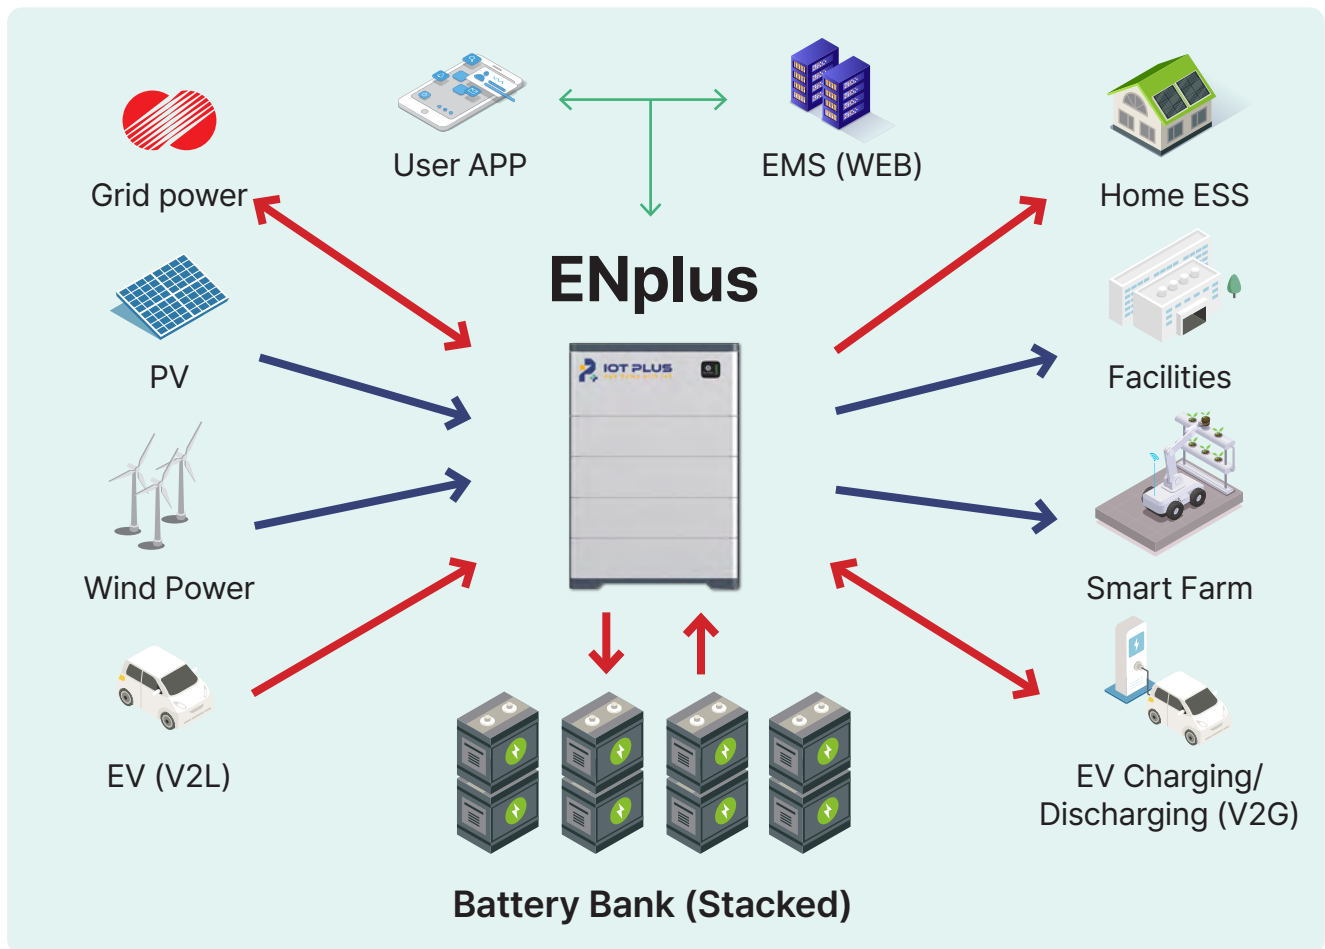 User APP
EMS (WEB)
Grid power
Home ESS
ENplus
IOT PLUS
PV
Facilities
Wind Power
Smart Farm
EV (V2L)
EV Charging/
Discharging (V2G)
Battery Bank (Stacked)